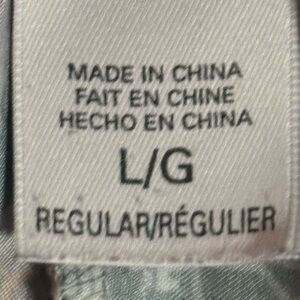 MADE IN CHINA
FAIT EN CHINE
HECHO EN CHINA
L/G
REGULAR/RÉGULIER